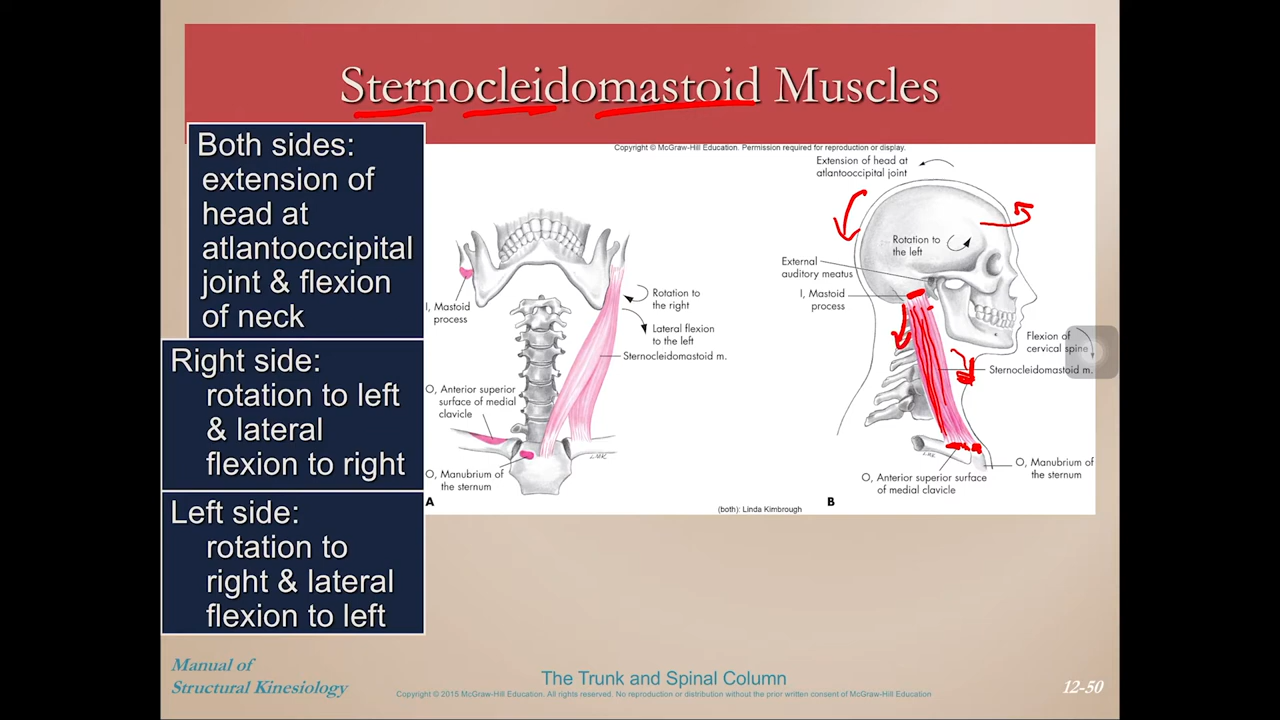 Sternocleidomastoid Muscles
Both sides:
extension of
head at
atlantooccipital
joint & flexion
of neck
Right side:
rotation to left
& lateral
flexion to right
Left side:
rotation to
right & lateral
flexion to left
Copyright © McGraw-Hill Education. Permission required for reproduction or display.
I, Mastoid
process
O, Anterior superior
surface of medial
clavicle
O, Manubrium of
the sternum
Rotation to
the right
Lateral flexion
to the left
Sternocleidomastoid m.
A
Extension of head at
atlantooccipital joint
Rotation to
the left
External
auditory meatus
I, Mastoid
process
Flexion of
cervical spine
Sternocleidomastoid m.
O, Anterior superior surface
of medial clavicle
O, Manubrium of
the sternum
(both): Linda Kimbrough
B
Manual of
Structural Kinesiology
The Trunk and Spinal Column
Copyright © 2015 McGraw-Hill Education. All rights reserved. No reproduction or distribution without the prior written consent of McGraw-Hill Education
12-50